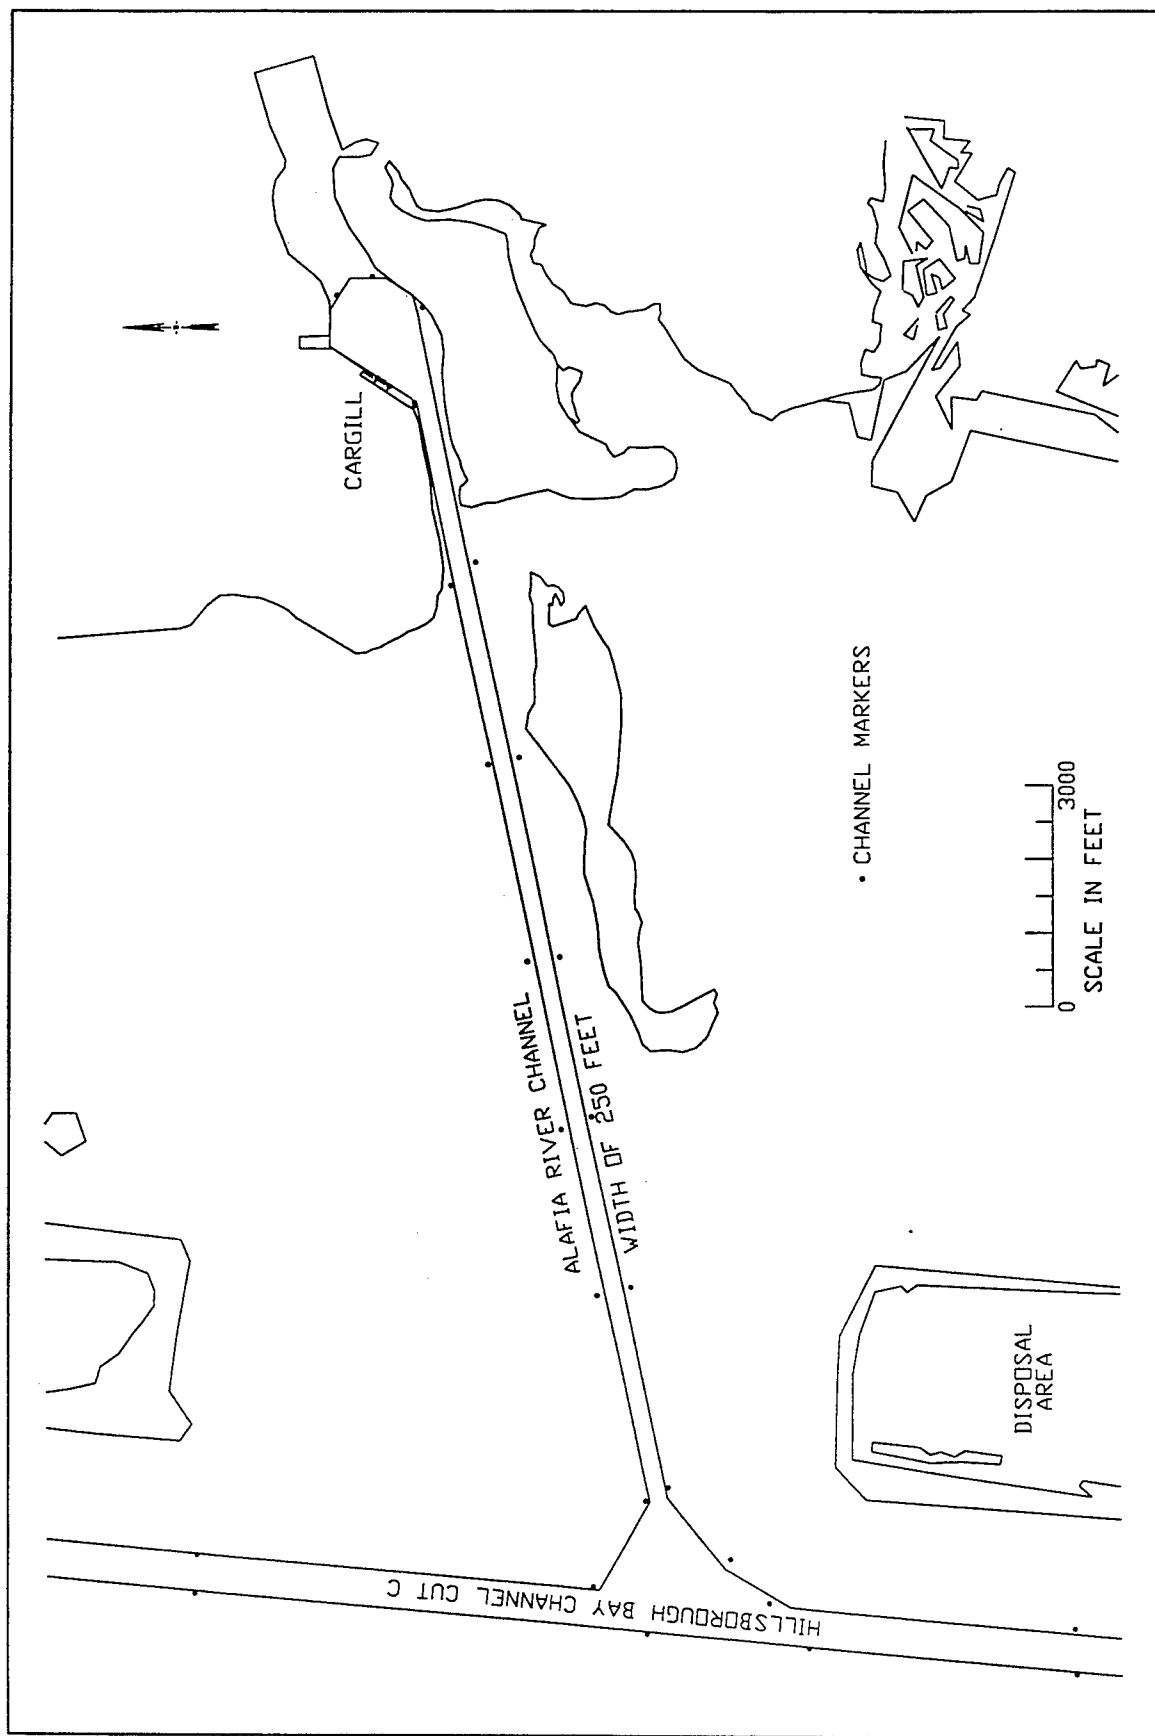 CARGILL
ALAFIA RIVER CHANNEL
WIDTH OF 250 FEET
CHANNEL MARKERS
0 3000
SCALE IN FEET
DISPOSAL
AREA
HILLSBOROUGH BAY CHANNEL CUT C